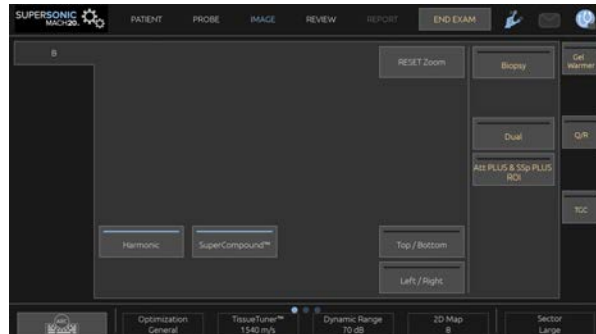 SUPERSONIC
MACH20.
PATIENT
PROBE
IMAGE
REVIEW
REPORT
END EXAM
B
RESET Zoom
Biopsy
Gel
Warmer
Dual
Q/R
Att PLUS & SSp PLUS
ROI
TGC
Harmonic
SuperCompound™
Top / Bottom
Left / Right
Optimization
General
TissueTuner™
1540 m/s
Dynamic Range
70 dB
2D Map
8
Sector
Large